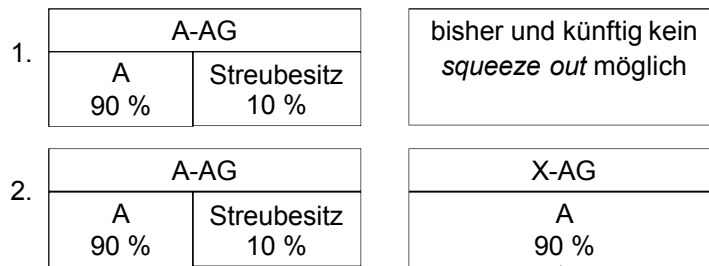 1.
A-AG
A
90 %
Streubesitz
10 %
bisher und künftig kein
squeeze out möglich
2.
A-AG
A
90 %
Streubesitz
10 %
X-AG
A
90 %